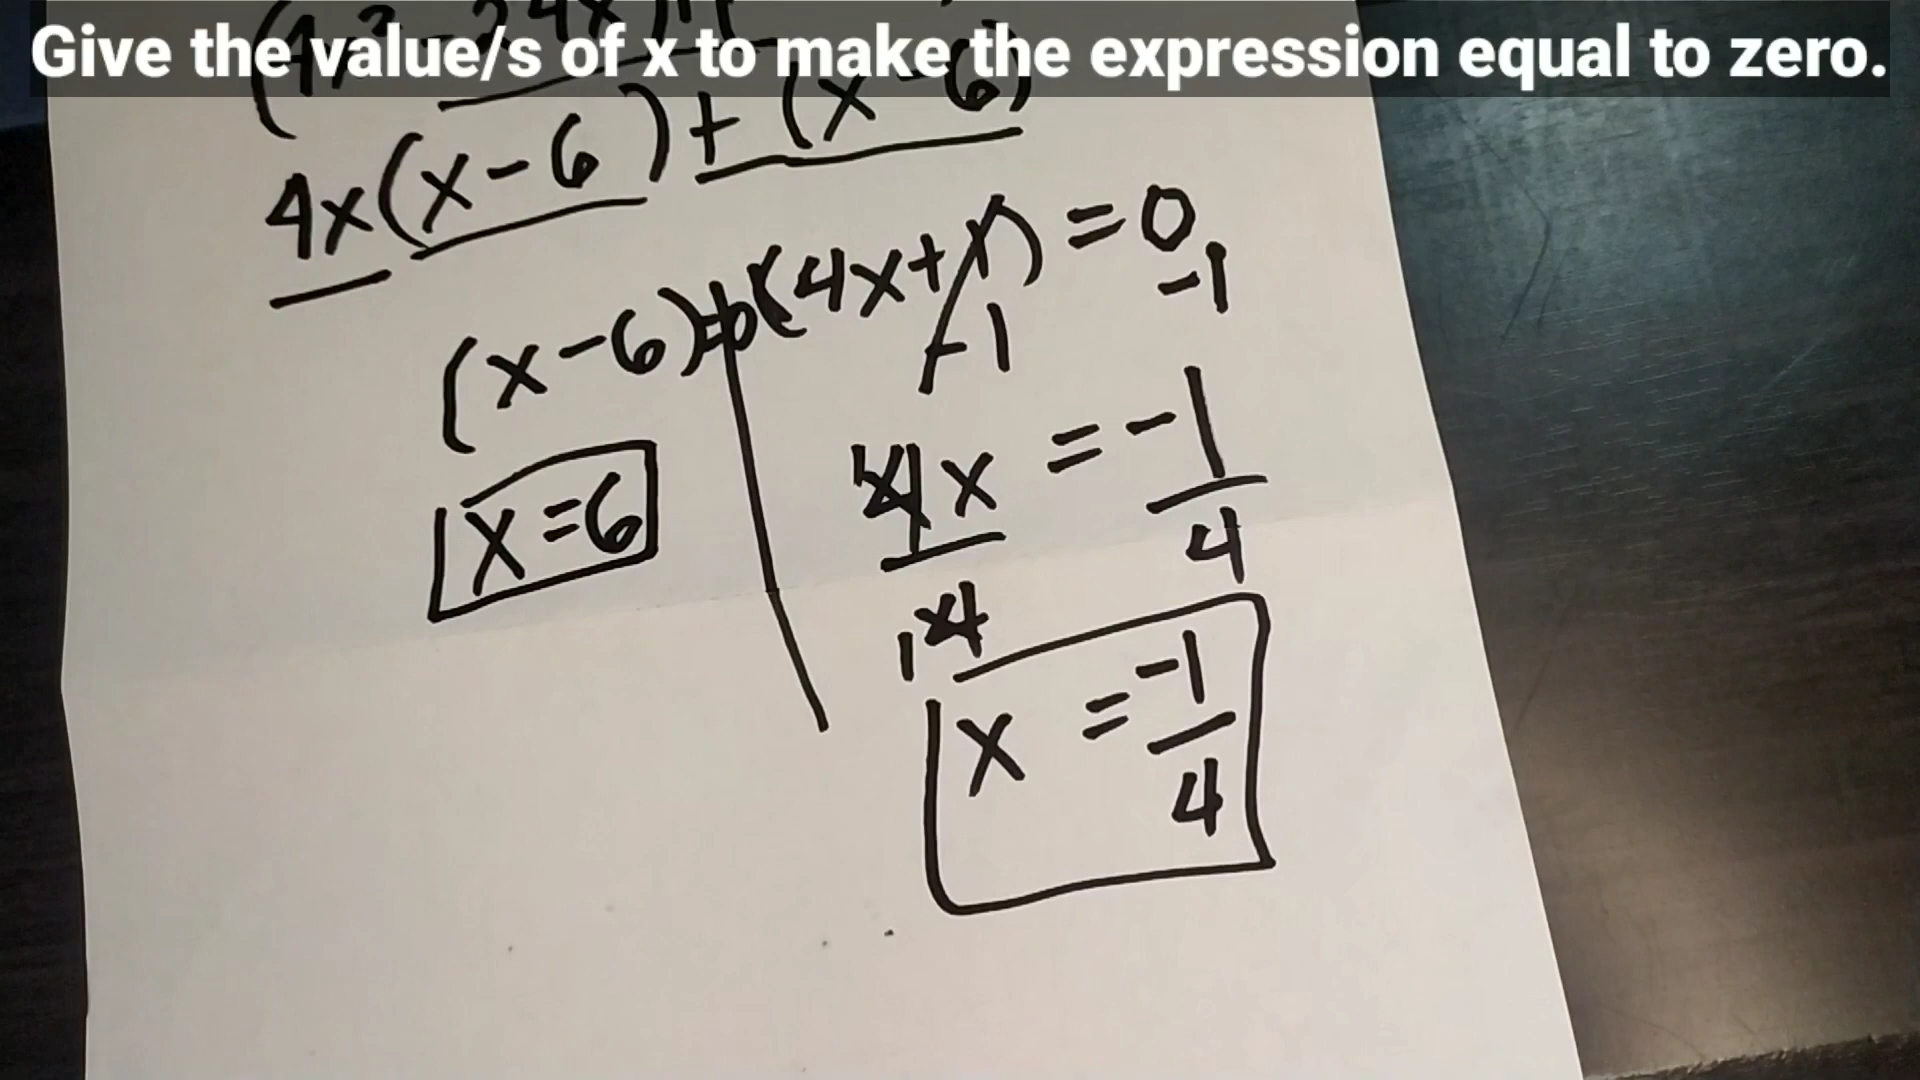 Give the value/s of x to make the expression equal to zero.
4x(x-6)+(x-6)
(x-6) (4x+1)=0
-1 -1
4x = -1
4 4
x=6
x = -1
4